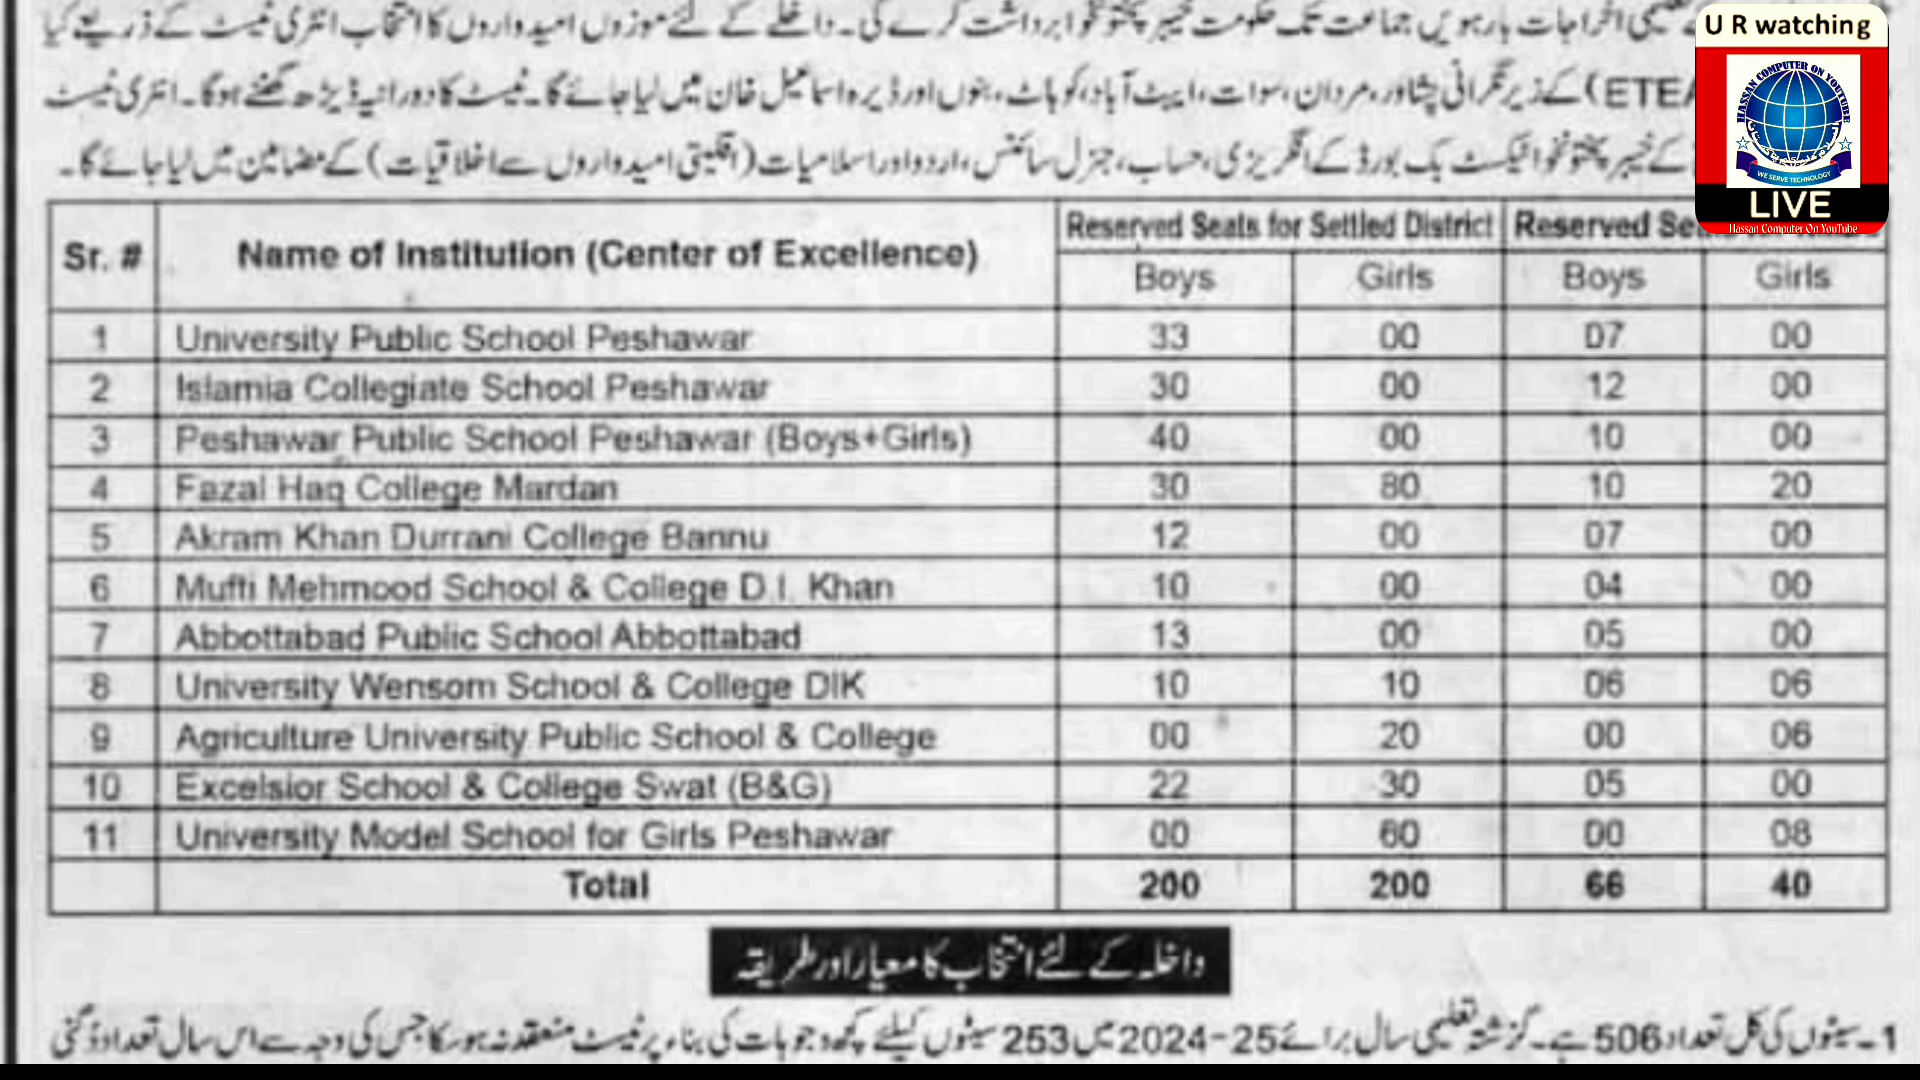 تعلیمی اخراجات بارہویں جماعت تک حکومت خیبر پختونخوا برداشت کرے گی۔ داخلے کے لئے موزوں امیدواروں کا انتخاب انٹری ٹیسٹ کے ذریعے کیا
ETEA) کے زیر نگرانی پشاور، مردان، سوات، ایبٹ آباد، کوہاٹ، بنوں اور ڈیرہ اسماعیل خان میں لیا جائے گا۔ ٹیسٹ کا دورانیہ ڈیڑھ گھنٹے ہوگا۔ انٹری ٹیسٹ
کے خیبر پختونخوا ٹیکسٹ بک بورڈ کے انگریزی، حساب، جنرل سائنس، اردو اور اسلامیات (اقلیتی امیدواروں سے اخلاقیات) کے مضامین میں لیا جائے گا۔
U R watching
HASSAN COMPUTER ON YOUTUBE
WE SERVE TECHNOLOGY
LIVE
Hassan Computer On YouTube
Sr. # Name of Institution (Center of Excellence) Reserved Seats for Settled District Reserved
Boys Girls Boys Girls
1 University Public School Peshawar 33 00 07 00
2 Islamia Collegiate School Peshawar 30 00 12 00
3 Peshawar Public School Peshawar (Boys+Girls) 40 00 10 00
4 Fazal Haq College Mardan 30 80 10 20
5 Akram Khan Durrani College Bannu 12 00 07 00
6 Mufti Mehmood School & College D.I. Khan 10 00 04 00
7 Abbottabad Public School Abbottabad 13 00 05 00
8 University Wensom School & College DIK 10 10 06 06
9 Agriculture University Public School & College 00 20 00 06
10 Excelsior School & College Swat (B&G) 22 30 05 00
11 University Model School for Girls Peshawar 00 60 00 08
Total 200 200 66 40
داخلہ کے لئے انتخاب کا معیار اور طریقہ
1۔ سیٹوں کی کل تعداد 506 ہے۔ گزشتہ تعلیمی سال برائے 25-2024 میں 253 سیٹوں کیلئے کچھ وجوہات کی بناء پر ٹیسٹ منعقد نہ ہو سکا جس کی وجہ سے اس سال تعداد دُگنی